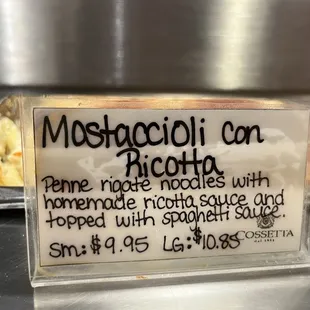 Mostaccioli con
Ricotta
Penne rigate noodles with
homemade ricotta sauce and
topped with spaghetti sauce.
Sm: $9.95 LG: $10.85
COSSETTA